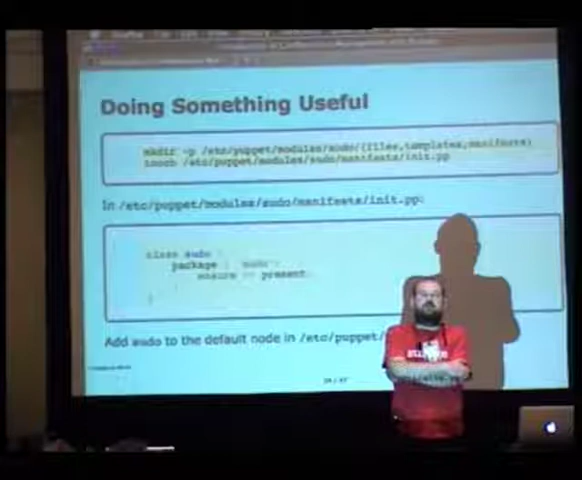 Doing Something Useful
mkdir -p /etc/puppet/modules/sudo/{files,templates,manifests}
touch /etc/puppet/modules/sudo/manifests/init.pp
In /etc/puppet/modules/sudo/manifests/init.pp:
class sudo {
package { sudo:
ensure => present
}
Add sudo to the default node in /etc/puppet/